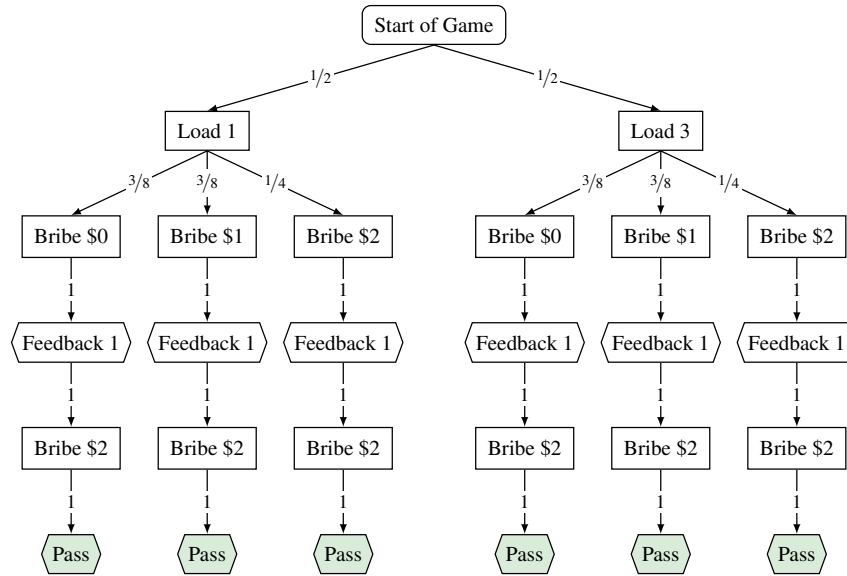 Start of Game
1/2 1/2
Load 1 Load 3
3/8 3/8 1/4 3/8 3/8 1/4
Bribe $0 Bribe $1 Bribe $2 Bribe $0 Bribe $1 Bribe $2
1 1 1 1 1 1
Feedback 1 Feedback 1 Feedback 1 Feedback 1 Feedback 1 Feedback 1
1 1 1 1 1 1
Bribe $2 Bribe $2 Bribe $2 Bribe $2 Bribe $2 Bribe $2
1 1 1 1 1 1
Pass Pass Pass Pass Pass Pass